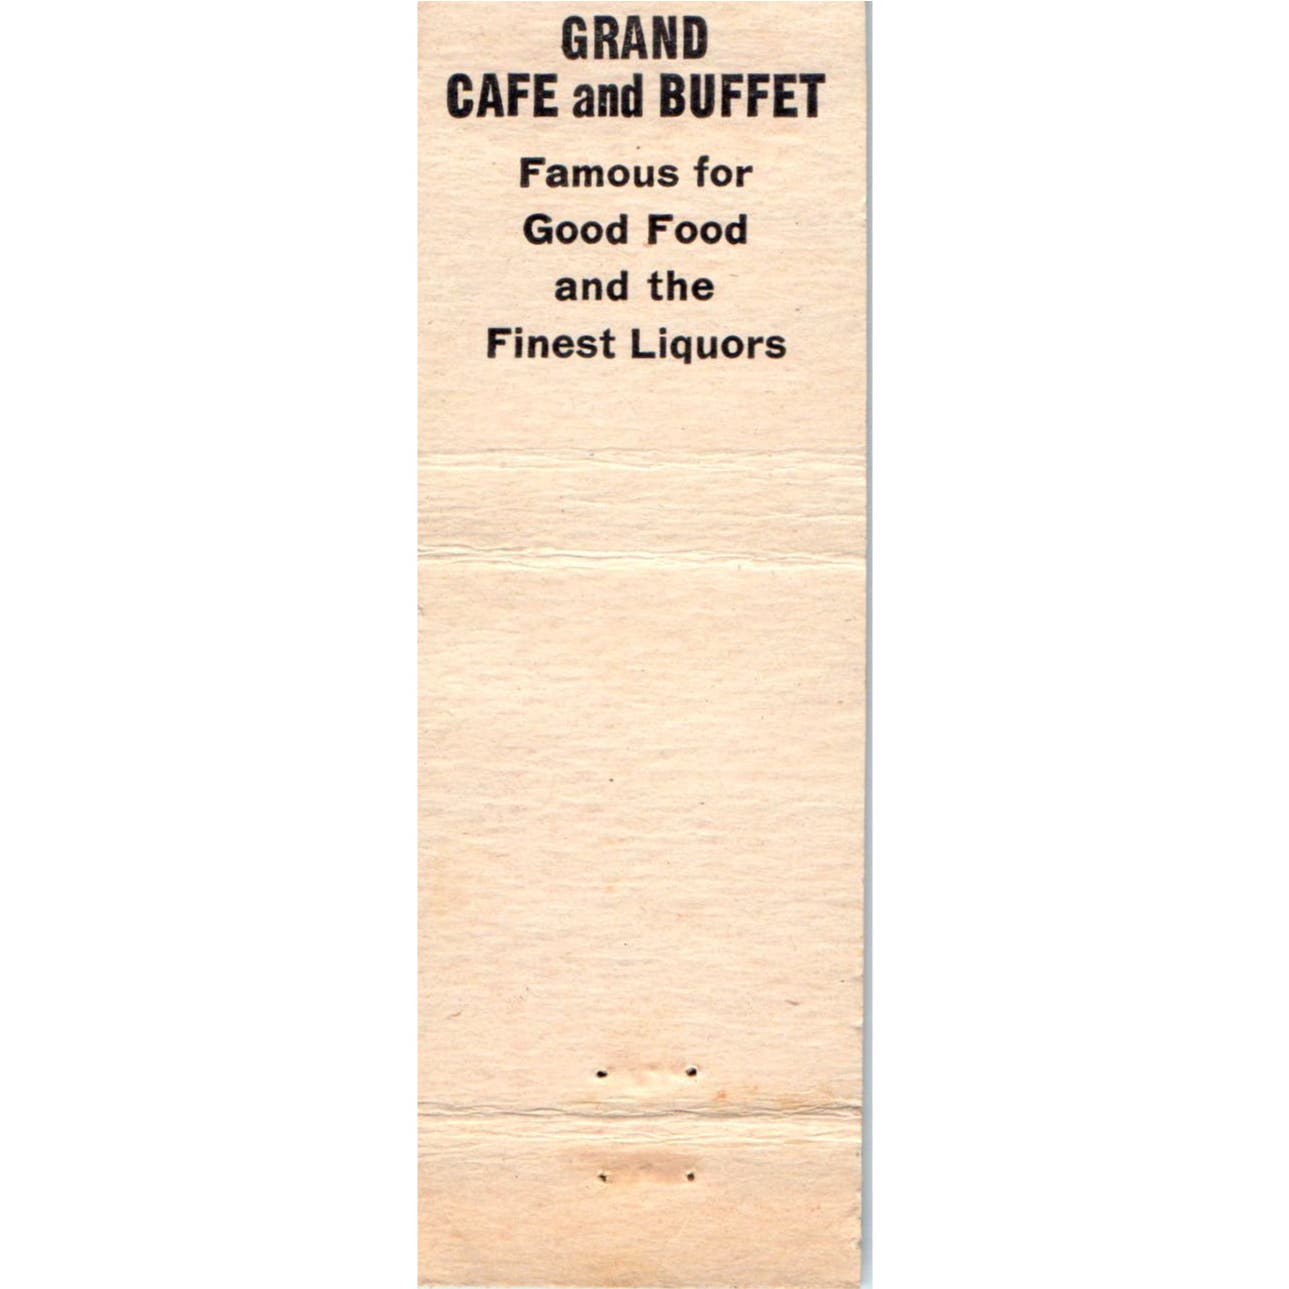 GRAND
CAFE and BUFFET
Famous for
Good Food
and the
Finest Liquors